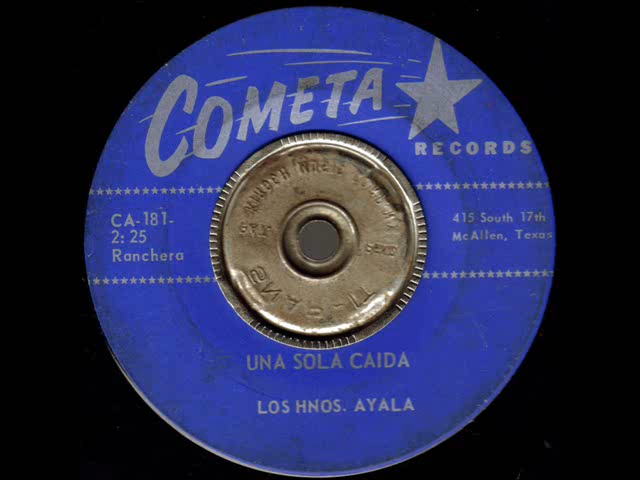 COMETA
RECORDS
CA-181-
2:25
Ranchera
415 South 17th
McAllen, Texas
UNA SOLA CAIDA
LOS HNOS. AYALA